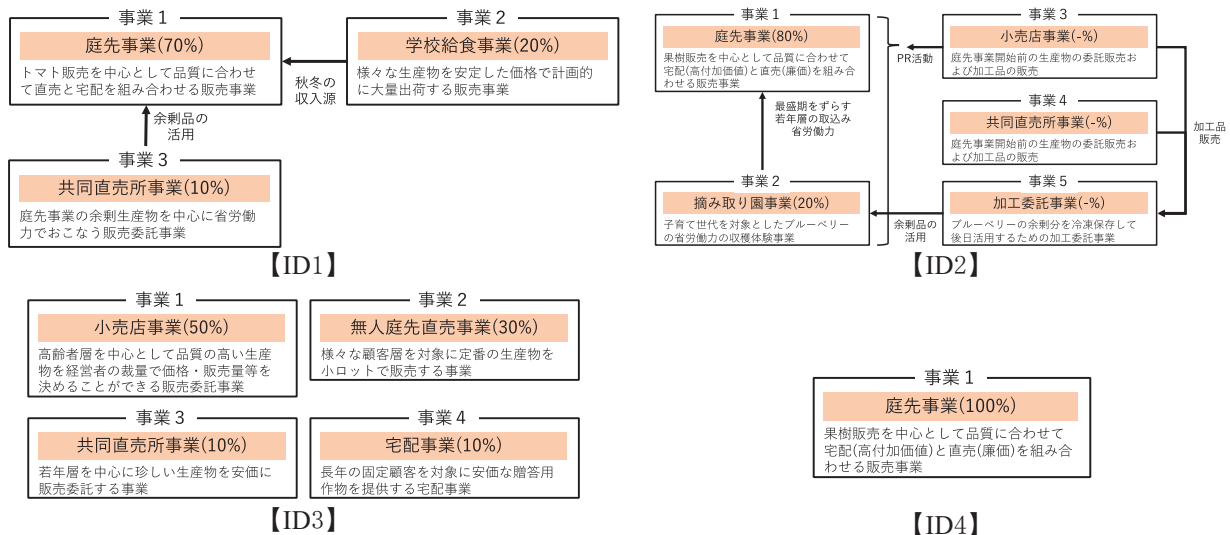 事業１
庭先事業(70%)
トマト販売を中心として品質に合わせ
て直売と宅配を組み合わせる販売事業
事業２
学校給食事業(20%)
様々な生産物を安定した価格で計画的
に大量出荷する販売事業
秋冬の
収入源
余剰品の
活用
事業３
共同直売所事業(10%)
庭先事業の余剰生産物を中心に省労働
力でおこなう販売委託事業
【ID1】
事業１
庭先事業(80%)
果樹販売を中心として品質に合わせて
宅配(高付加価値)と直売(廉価)を組み合
わせる販売事業
最盛期をずらす
若年層の取込み
省労働力
事業２
摘み取り園事業(20%)
子育て世代を対象としたブルーベリー
の省労働力の収穫体験事業
PR活動
事業３
小売店事業(-%)
庭先事業開始前の生産物の委託販売お
よび加工品の販売
事業４
共同直売所事業(-%)
庭先事業開始前の生産物の委託販売お
よび加工品の販売
加工品
販売
事業５
加工委託事業(-%)
ブルーベリーの余剰分を冷凍保存して
後日活用するための加工委託事業
余剰品の
活用
【ID2】
事業１
小売店事業(50%)
高齢者層を中心として品質の高い生産
物を経営者の裁量で価格・販売量等を
決めることができる販売委託事業
事業２
無人庭先直売事業(30%)
様々な顧客層を対象に定番の生産物を
小ロットで販売する事業
事業３
共同直売所事業(10%)
若年層を中心に珍しい生産物を安価に
販売委託する事業
事業４
宅配事業(10%)
長年の固定顧客を対象に安価な贈答用
作物を提供する宅配事業
【ID3】
事業１
庭先事業(100%)
果樹販売を中心として品質に合わせて
宅配(高付加価値)と直売(廉価)を組み合
わせる販売事業
【ID4】